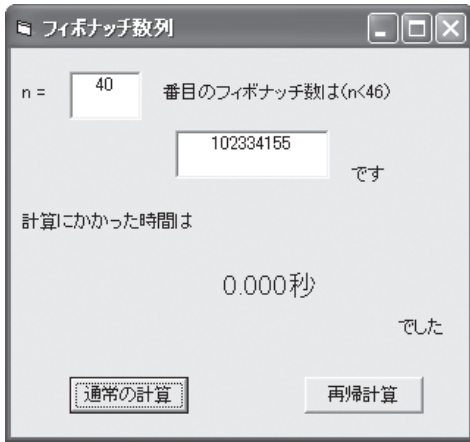 フィボナッチ数列
n = 40 番目のフィボナッチ数は(n<46)
102334155
です
計算にかかった時間は
0.000秒
でした
通常の計算 再帰計算